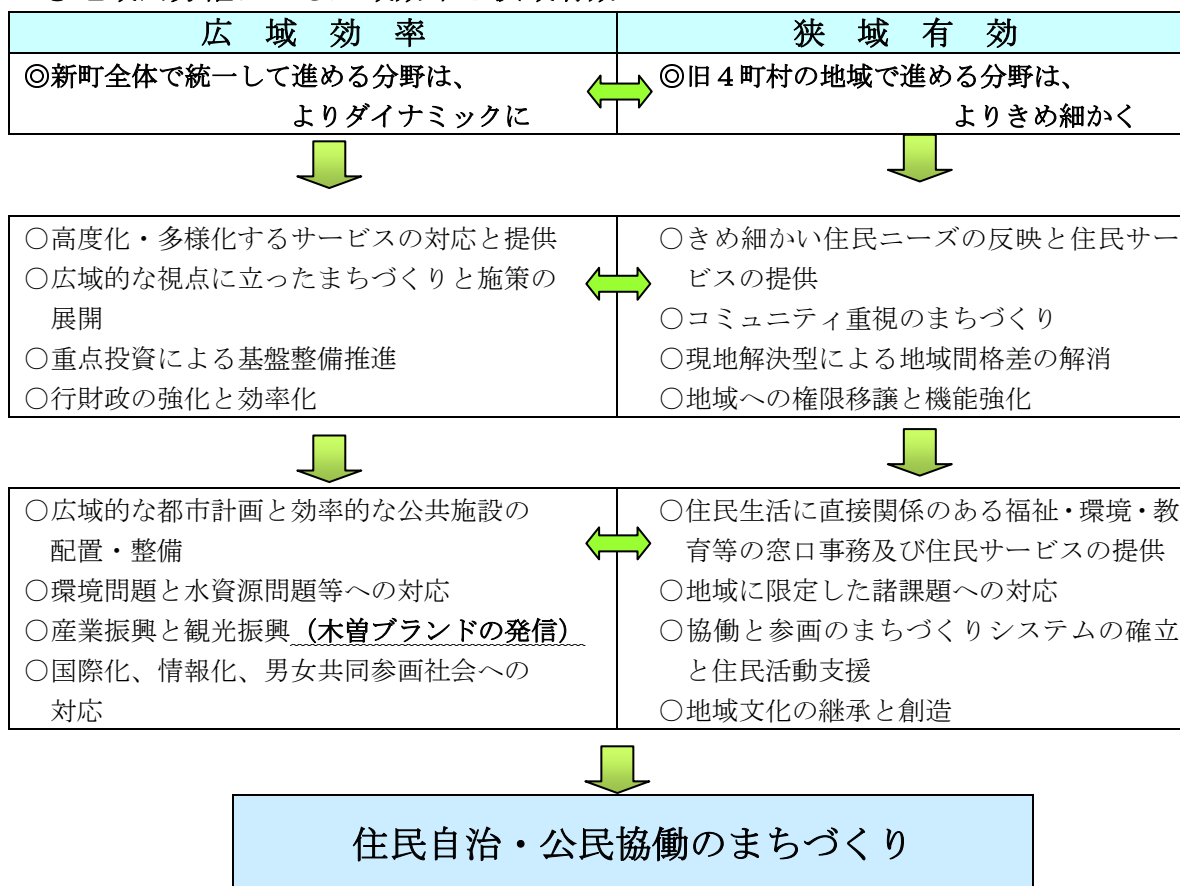 広域効率
◎新町全体で統一して進める分野は、
よりダイナミックに
狭域有効
◎旧4町村の地域で進める分野は、
よりきめ細かく
○高度化・多様化するサービスの対応と提供
○広域的な視点に立ったまちづくりと施策の
展開
○重点投資による基盤整備推進
○行財政の強化と効率化
○きめ細かい住民ニーズの反映と住民サー
ビスの提供
○コミュニティ重視のまちづくり
○現地解決型による地域間格差の解消
○地域への権限移譲と機能強化
○広域的な都市計画と効率的な公共施設の
配置・整備
○環境問題と水資源問題等への対応
○産業振興と観光振興(木曽ブランドの発信)
○国際化、情報化、男女共同参画社会への
対応
○住民生活に直接関係のある福祉・環境・教
育等の窓口事務及び住民サービスの提供
○地域に限定した諸課題への対応
○協働と参画のまちづくりシステムの確立
と住民活動支援
○地域文化の継承と創造
住民自治・公民協働のまちづくり